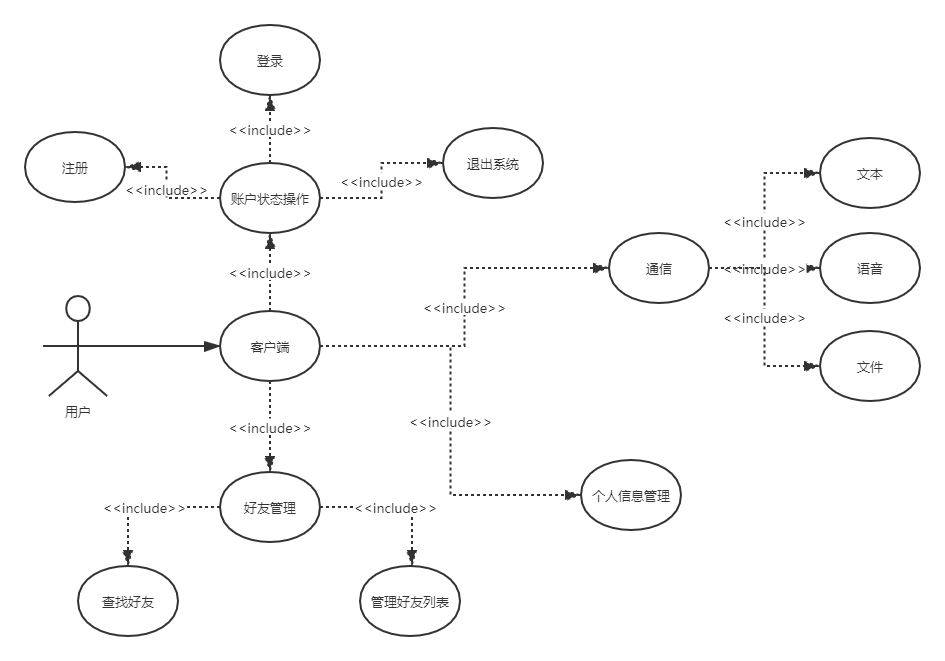 登录
<<include>>
注册
<<include>>
账户状态操作
<<include>>
退出系统
<<include>>
文本
<<include>>
通信
<<include>>
语音
<<include>>
<<include>>
文件
用户
客户端
<<include>>
<<include>>
个人信息管理
<<include>>
好友管理
<<include>>
查找好友
管理好友列表